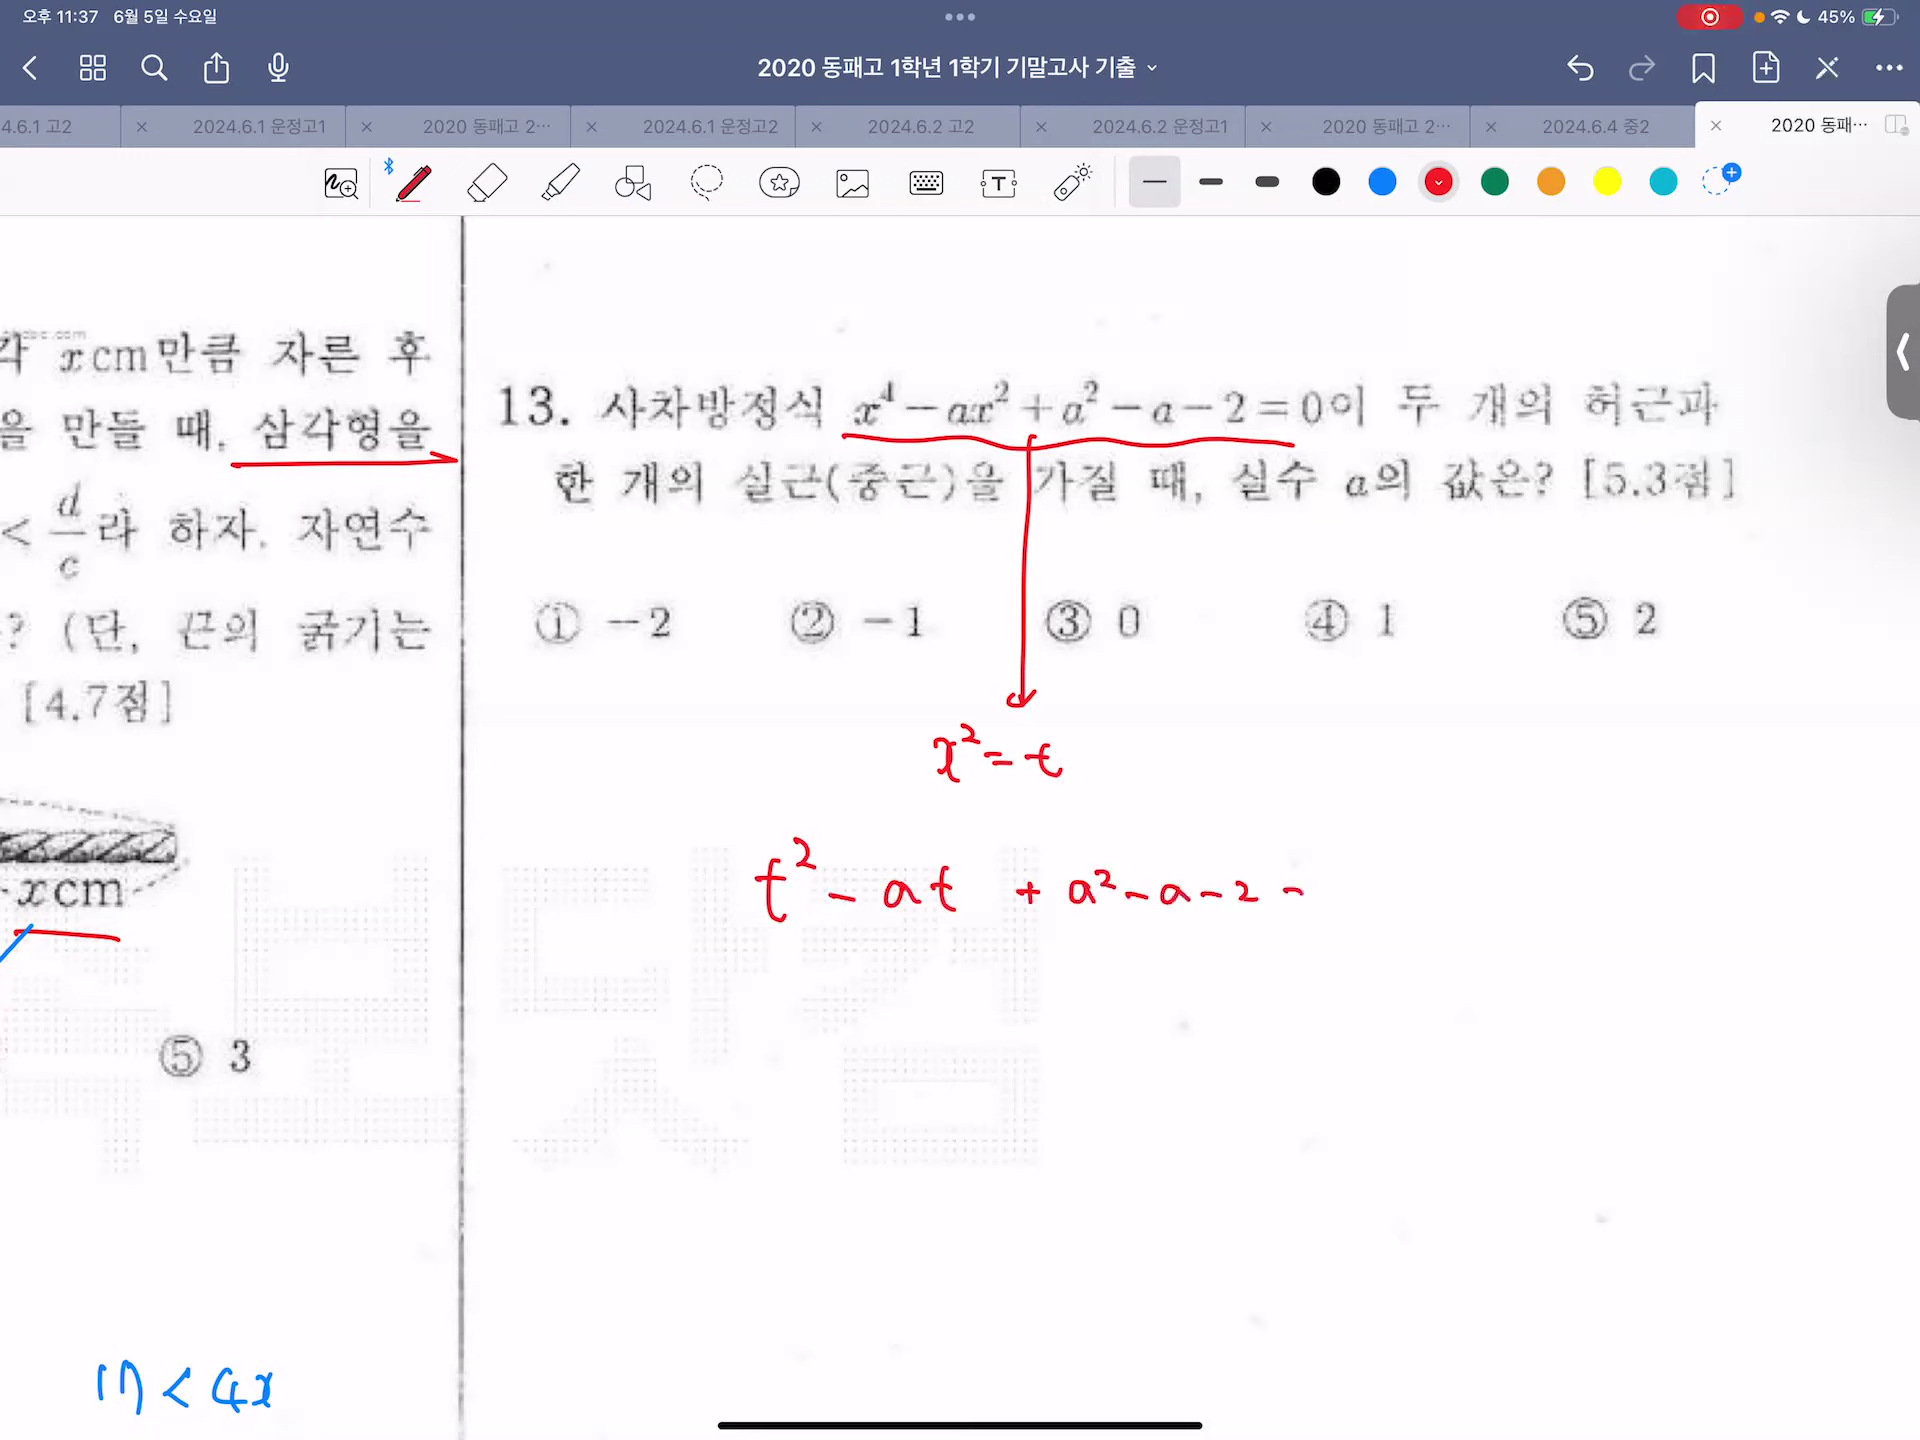 오후 11:37 6월 5일 수요일
45%
2020 동패고 1학년 1학기 기말고사 기출
4.6.1 고2
2024.6.1 운정고1
2020 동패고 2···
2024.6.1 운정고2
2024.6.2 고2
2024.6.2 운정고1
2020 동패고 2···
2024.6.4 중2
2020 동패···
각 x cm만큼 자른 후
을 만들 때, 삼각형을
< d/c 라 하자. 자연수
? (단, 끈의 굵기는
[4.7점]
x cm
⑤ 3
17 < 4x
13. 사차방정식 x⁴ − ax² + a² − a − 2 = 0이 두 개의 허근과
한 개의 실근(중근)을 가질 때, 실수 a의 값은? [5.3점]
① −2 ② −1 ③ 0 ④ 1 ⑤ 2
x² = t
t² − at + a² − a − 2 −